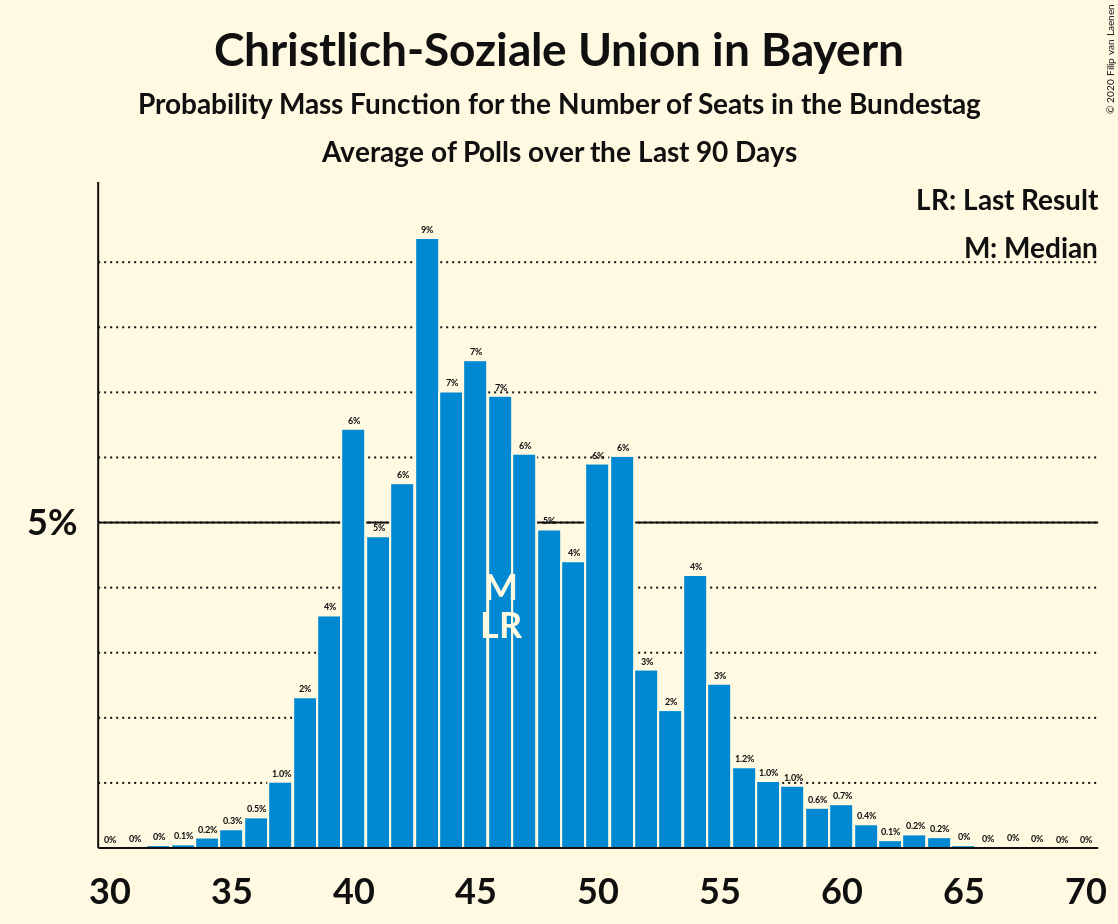 Christlich-Soziale Union in Bayern
Probability Mass Function for the Number of Seats in the Bundestag
Average of Polls over the Last 90 Days
© 2020 Filip van Laenen
LR: Last Result
M: Median
5%
0% 0% 0% 0.1% 0.2% 0.3% 0.5% 1.0% 2% 4% 6% 5% 6% 9% 7% 7% 7% 6% 5% 4% 6% 6% 3% 2% 4% 3% 1.2% 1.0% 1.0% 0.6% 0.7% 0.4% 0.1% 0.2% 0.2% 0% 0% 0% 0% 0% 0%
M
LR
30 35 40 45 50 55 60 65 70